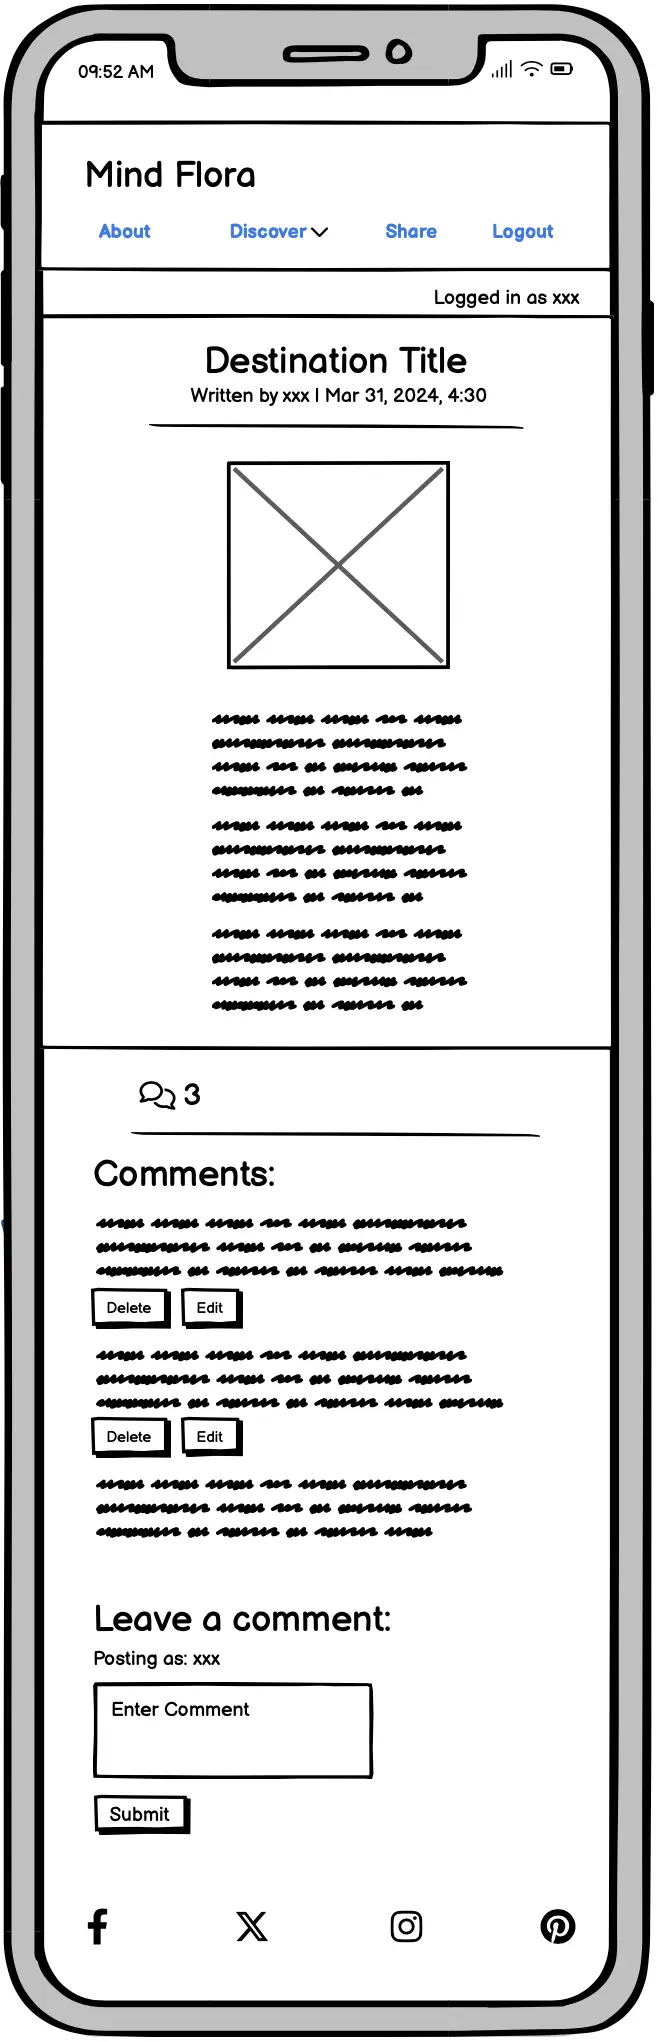 09:52 AM
Mind Flora
About Discover Share Logout
Logged in as xxx
Destination Title
Written by xxx | Mar 31, 2024, 4:30
3
Comments:
Delete Edit
Delete Edit
Leave a comment:
Posting as: xxx
Enter Comment
Submit